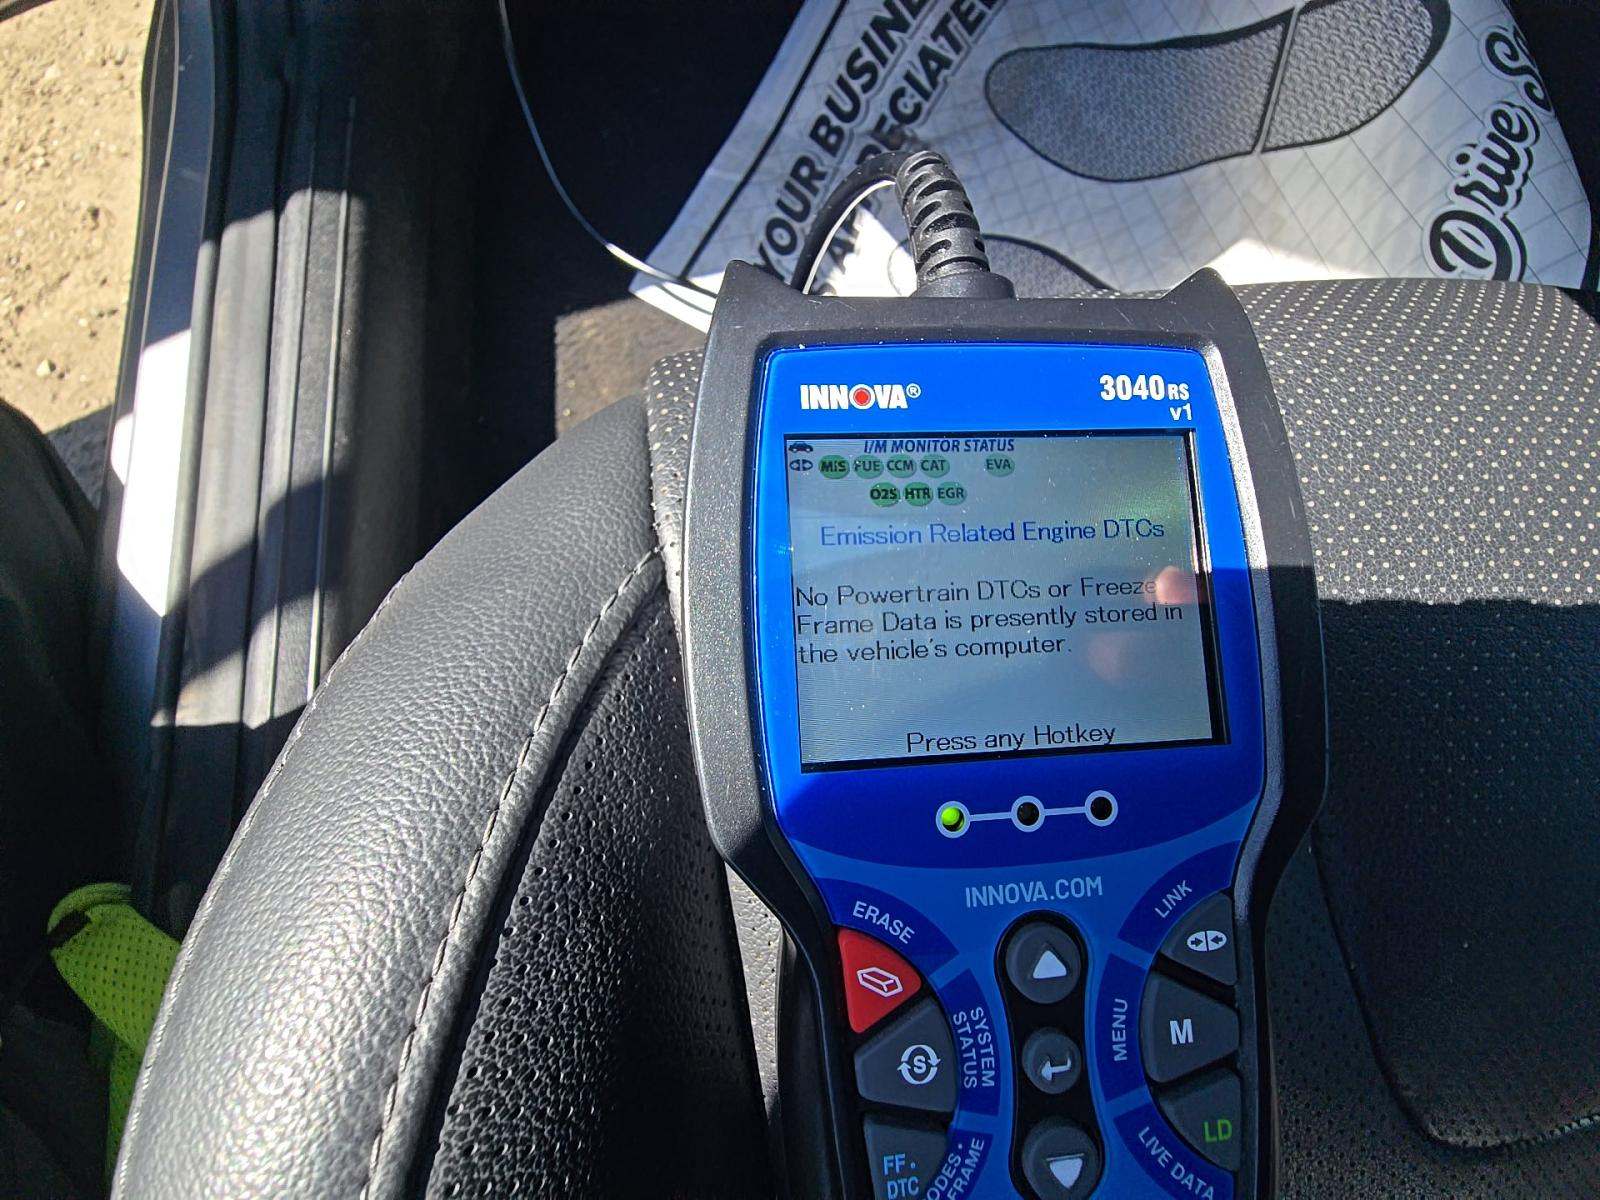 YOUR BUSINE
APPRECIATE
Drive S
INNOVA®
3040RS
v1
I/M MONITOR STATUS
MIS FUE CCM CAT EVA
O2S HTR EGR
Emission Related Engine DTCs
No Powertrain DTCs or Freeze
Frame Data is presently stored in
the vehicle's computer.
Press any Hotkey
INNOVA.COM
ERASE
LINK
SYSTEM
STATUS
S
MENU
M
LIVE DATA
LD
FF·
DTC
ODES·
FRAME